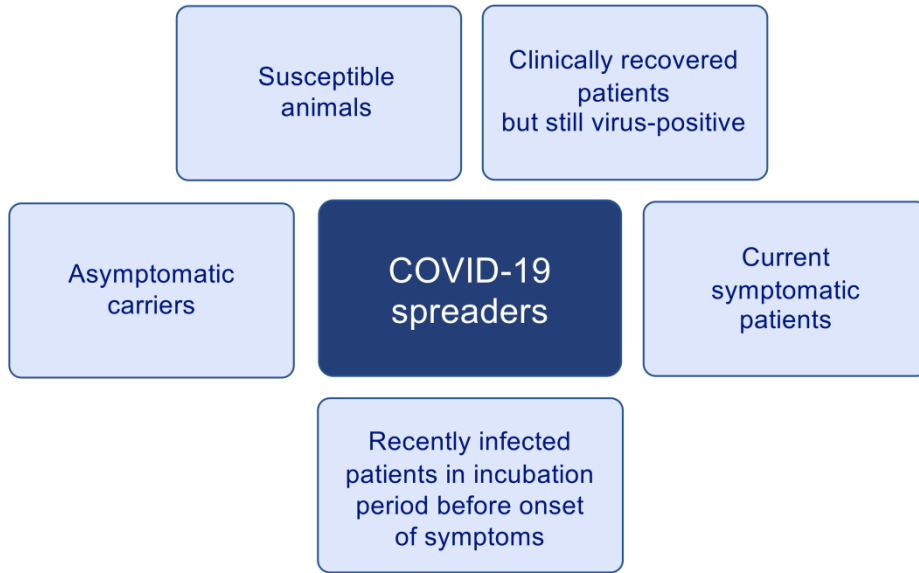 Susceptible
animals
Clinically recovered
patients
but still virus-positive
Asymptomatic
carriers
COVID-19
spreaders
Current
symptomatic
patients
Recently infected
patients in incubation
period before onset
of symptoms